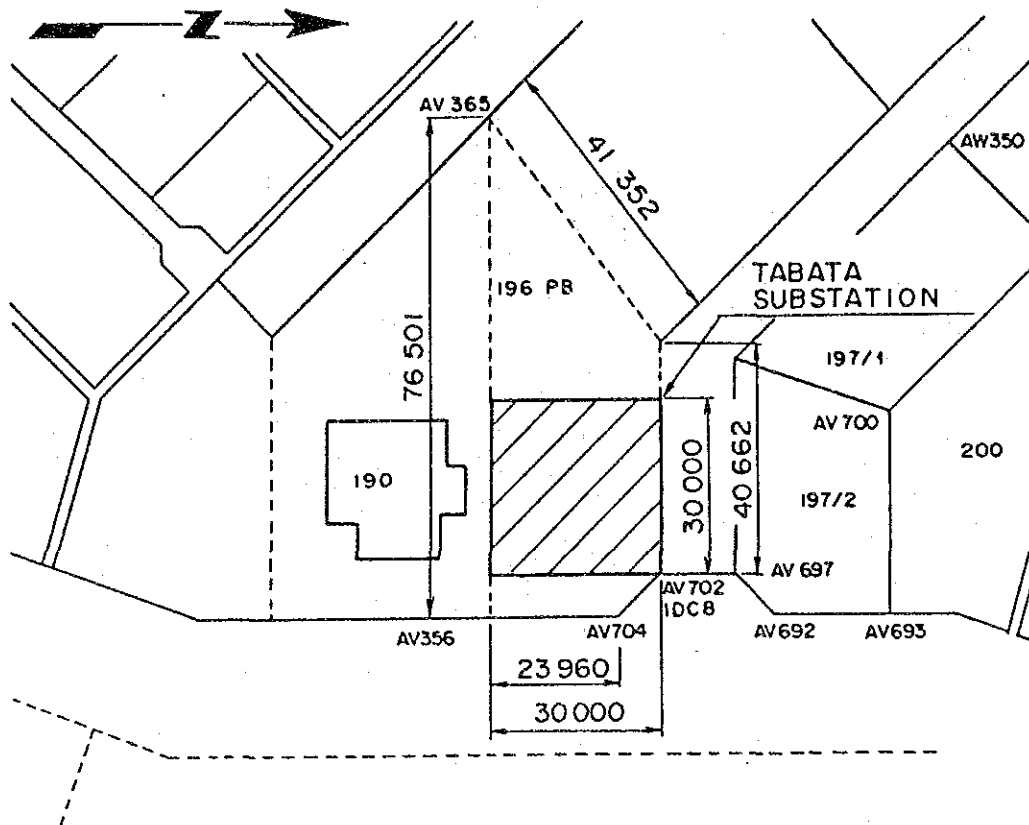 N
AV 365
41 352
AW350
TABATA
SUBSTATION
196 PB
76 501
197/1
AV 700
200
190
30 000
40 662
197/2
AV 697
AV 702
1DC8
AV356
AV704
AV692
AV693
23 960
30 000